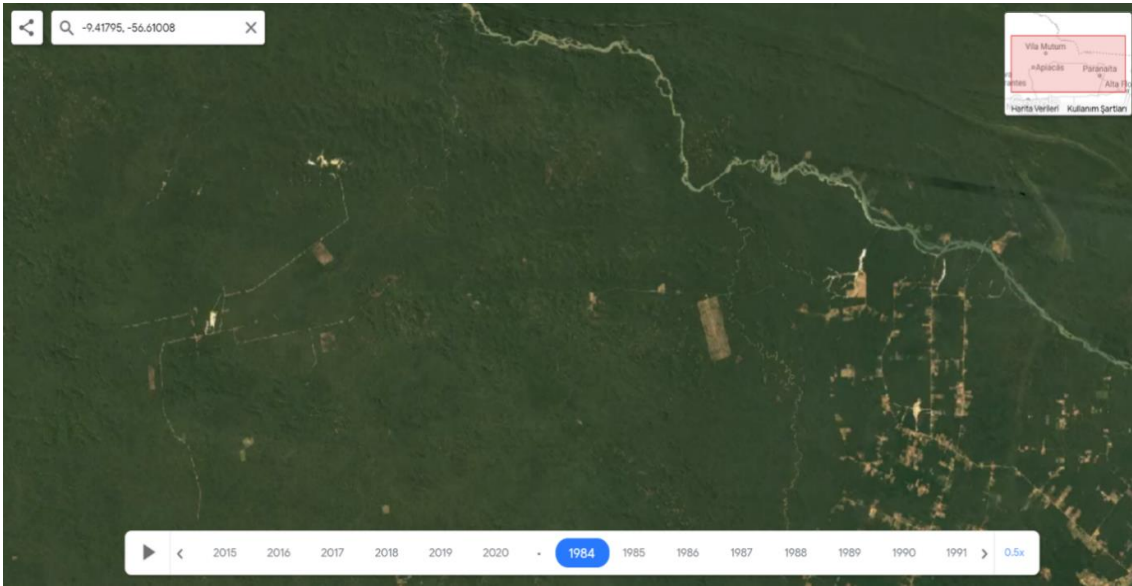 -9.41795, -56.61008
Vila Mutum
Apiacás
Paranaíta
Alta Flo
Harita Verileri Kullanım Şartları
2015 2016 2017 2018 2019 2020 - 1984 1985 1986 1987 1988 1989 1990 1991 0.5x